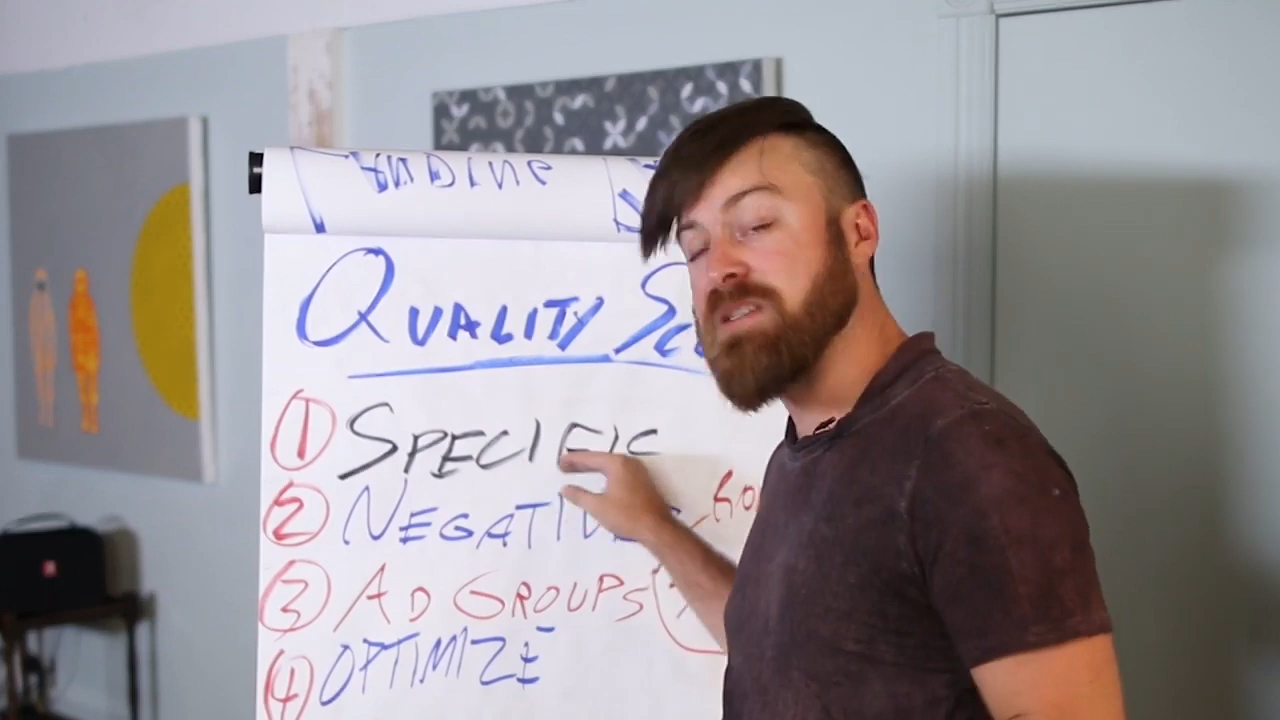 QUALITY Sc
① SPECIFIC
② NEGATIVE
③ AD GROUPS
④ OPTIMIZE